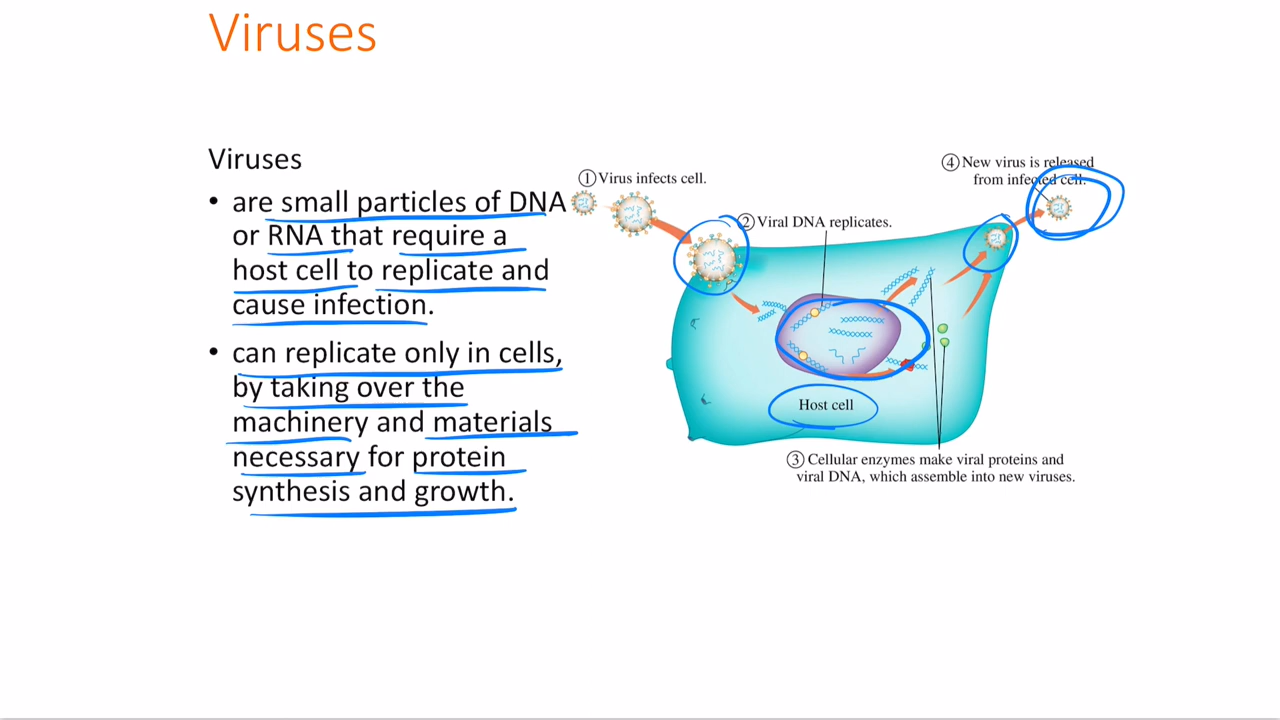 Viruses
Viruses
• are small particles of DNA
or RNA that require a
host cell to replicate and
cause infection.
• can replicate only in cells,
by taking over the
machinery and materials
necessary for protein
synthesis and growth.
① Virus infects cell.
② Viral DNA replicates.
④ New virus is released
from infected cell.
Host cell
③ Cellular enzymes make viral proteins and
viral DNA, which assemble into new viruses.